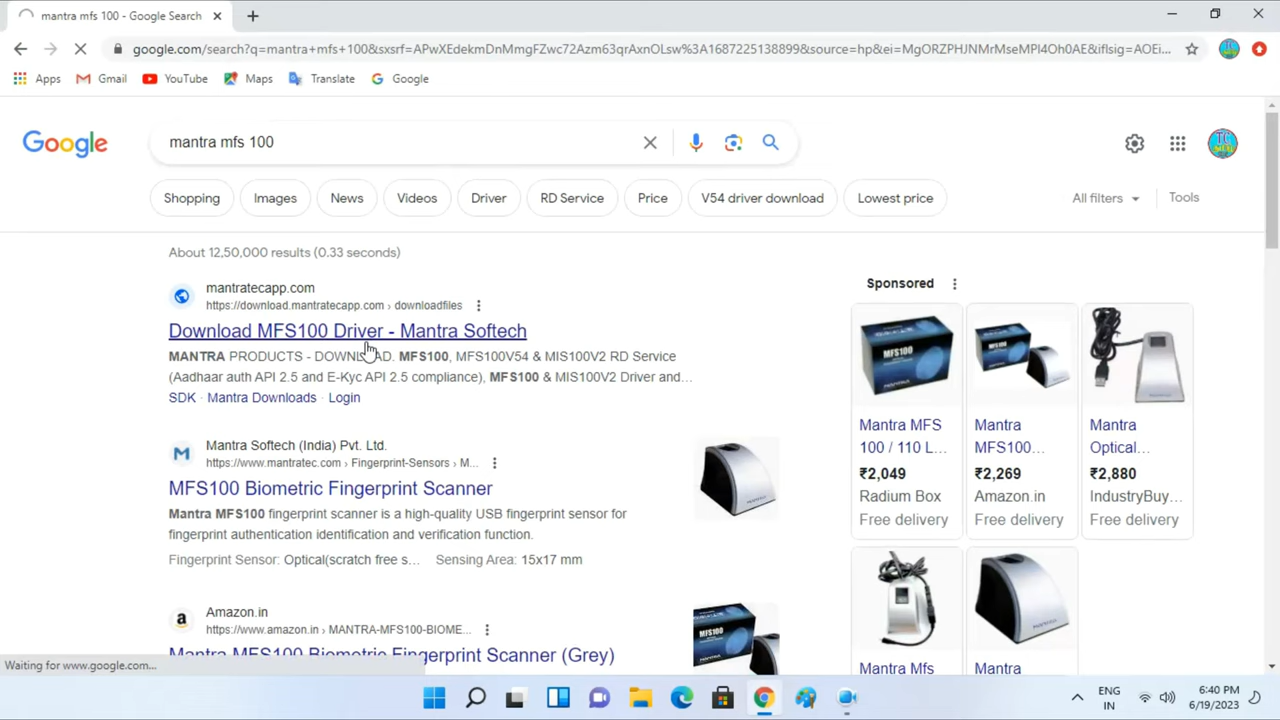 mantra mfs 100 - Google Search
google.com/search?q=mantra+mfs+100&sxsrf=APwXEdekmDnMmgFZwc72Azm63qrAxnOLsw%3A1687225138899&source=hp&ei=MgORZPHJNMrMseMPl4Oh0AE&iflsig=AOEi...
Apps Gmail YouTube Maps Translate Google
Google
mantra mfs 100
Shopping Images News Videos Driver RD Service Price V54 driver download Lowest price All filters Tools
About 12,50,000 results (0.33 seconds)
mantratecapp.com
https://download.mantratecapp.com › downloadfiles
Download MFS100 Driver - Mantra Softech
MANTRA PRODUCTS - DOWNLOAD. MFS100, MFS100V54 & MIS100V2 RD Service
(Aadhaar auth API 2.5 and E-Kyc API 2.5 compliance), MFS100 & MIS100V2 Driver and...
SDK · Mantra Downloads · Login
Mantra Softech (India) Pvt. Ltd.
https://www.mantratec.com › Fingerprint-Sensors › M...
MFS100 Biometric Fingerprint Scanner
Mantra MFS100 fingerprint scanner is a high-quality USB fingerprint sensor for
fingerprint authentication identification and verification function.
Fingerprint Sensor: Optical(scratch free s... Sensing Area: 15x17 mm
Amazon.in
https://www.amazon.in › MANTRA-MFS100-BIOME...
Mantra MFS100 Biometric Fingerprint Scanner (Grey)
Sponsored
MFS100
Mantra MFS
100 / 110 L...
₹2,049
Radium Box
Free delivery
Mantra
MFS100...
₹2,269
Amazon.in
Free delivery
Mantra
Optical...
₹2,880
IndustryBuy...
Free delivery
Mantra Mfs
Mantra
MFS100
Waiting for www.google.com...
ENG
IN
6:40 PM
6/19/2023